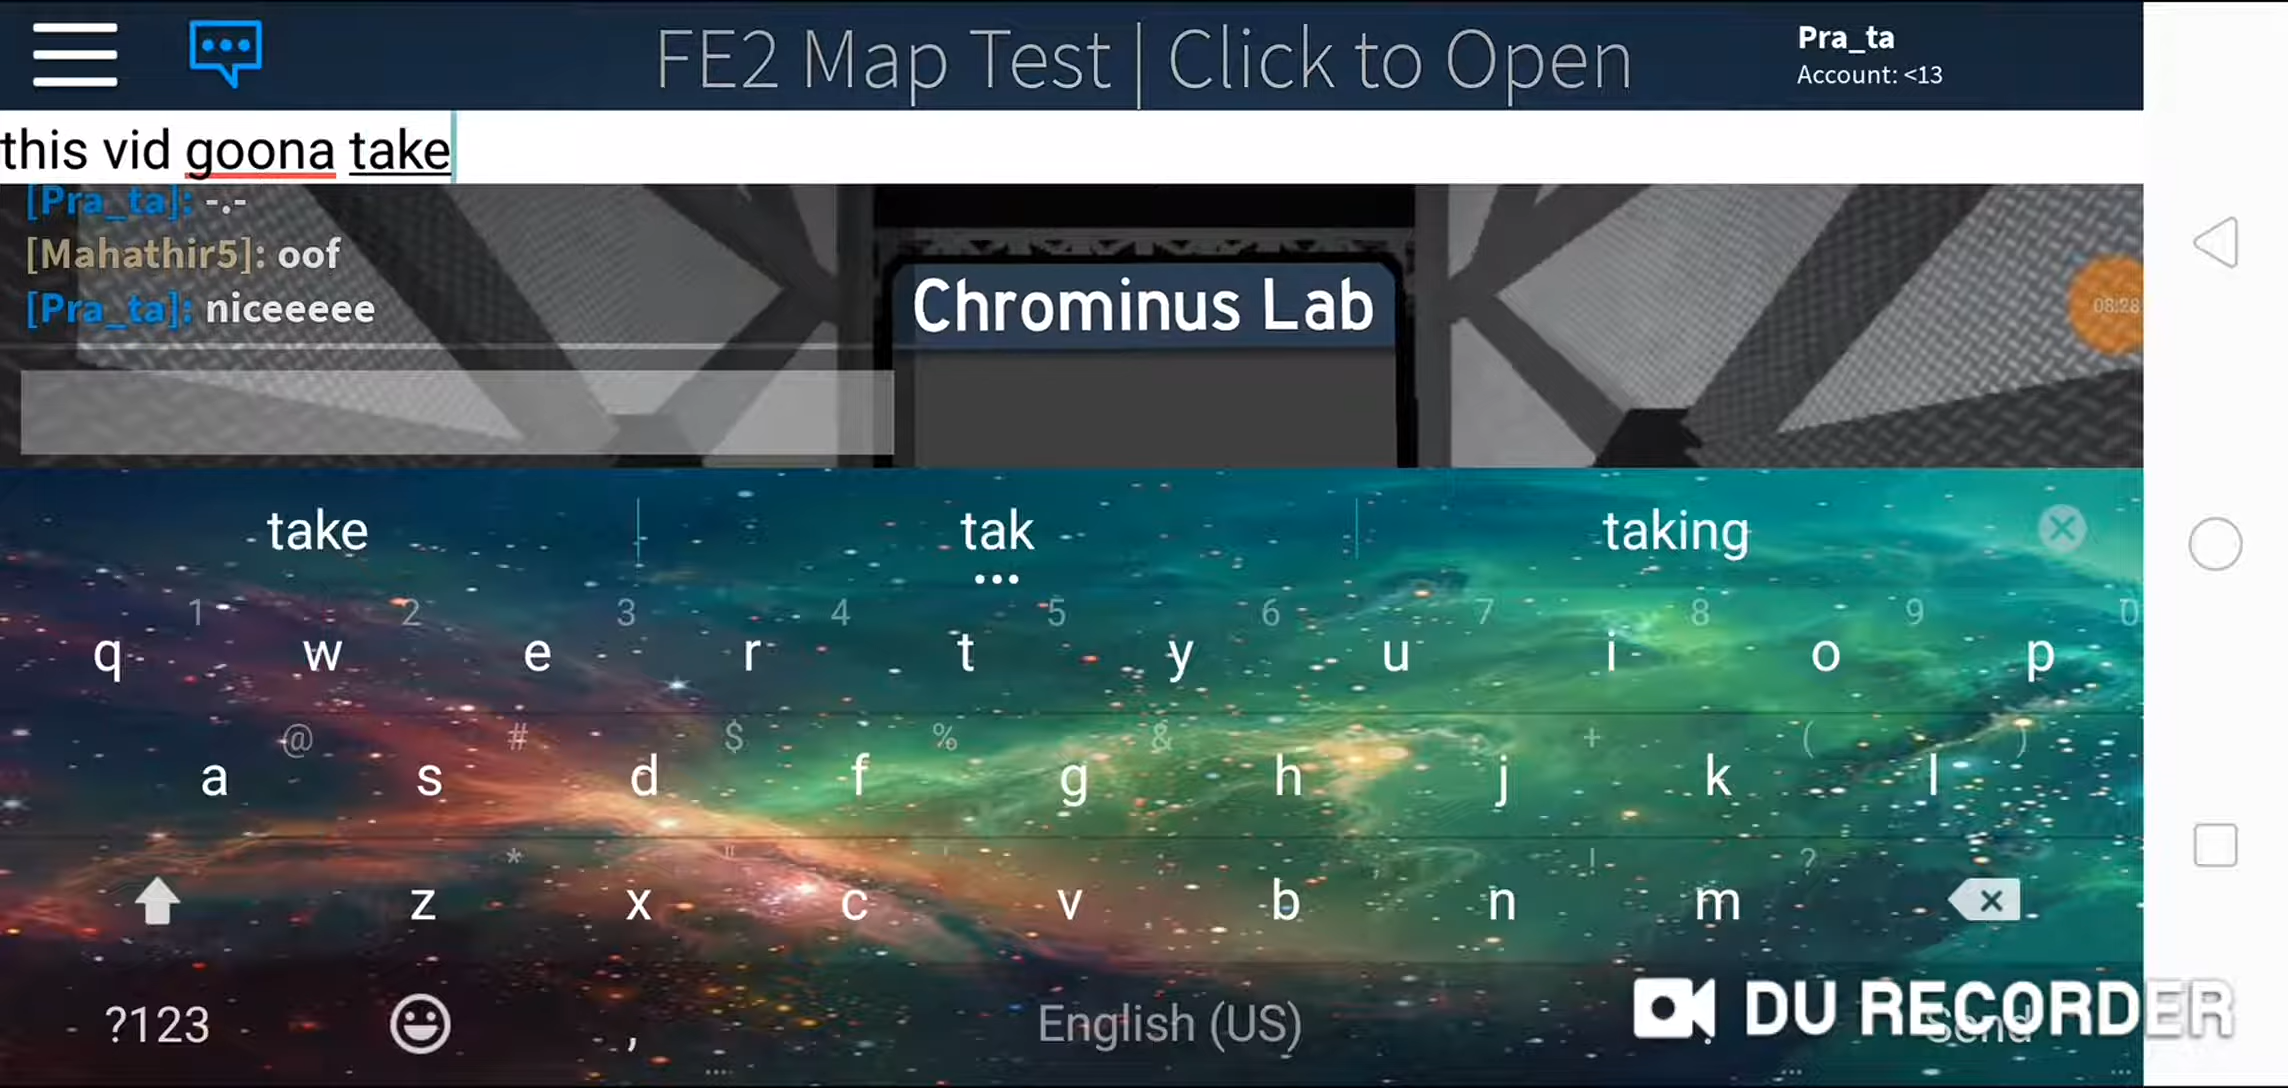 FE2 Map Test | Click to Open
Pra_ta
Account: <13
this vid goona take
[Pra_ta]: -.-
[Mahathir5]: oof
[Pra_ta]: niceeeee
Chrominus Lab
08:28
take tak taking
1 2 3 4 5 6 7 8 9 0
q w e r t y u i o p
@ # $ % & - + ( )
a s d f g h j k l
* " ' : ; ! ?
z x c v b n m
?123 , English (US) Send
DU RECORDER